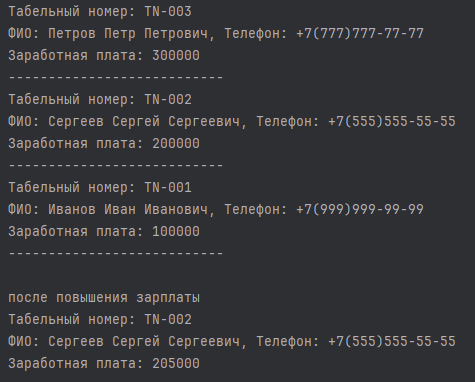 Табельный номер: TN-003
ФИО: Петров Петр Петрович, Телефон: +7(777)777-77-77
Заработная плата: 300000
---------------------------
Табельный номер: TN-002
ФИО: Сергеев Сергей Сергеевич, Телефон: +7(555)555-55-55
Заработная плата: 200000
---------------------------
Табельный номер: TN-001
ФИО: Иванов Иван Иванович, Телефон: +7(999)999-99-99
Заработная плата: 100000
---------------------------
после повышения зарплаты
Табельный номер: TN-002
ФИО: Сергеев Сергей Сергеевич, Телефон: +7(555)555-55-55
Заработная плата: 205000